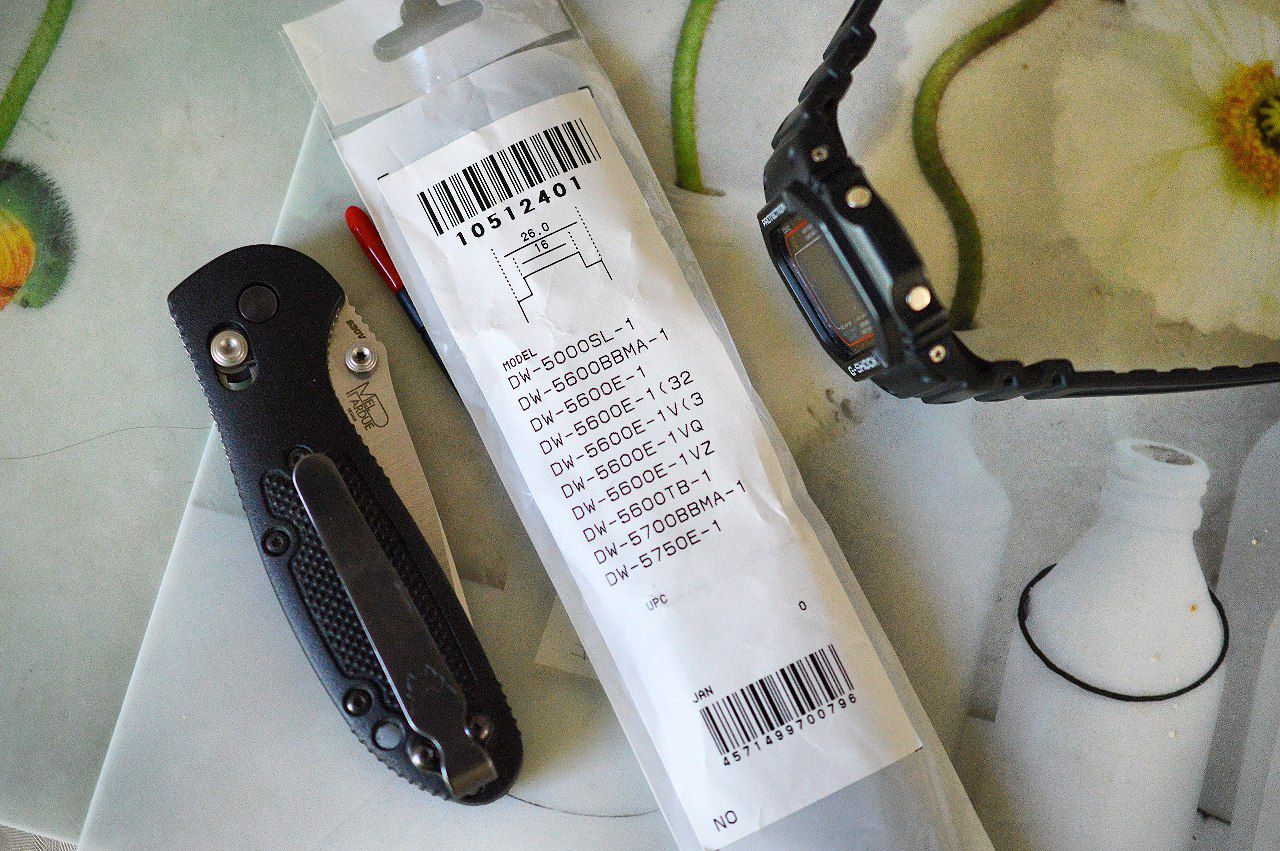 10512401
26.0
16
MODEL
DW-5000SL-1
DW-5600BBMA-1
DW-5600E-1
DW-5600E-1(32
DW-5600E-1V(3
DW-5600E-1VQ
DW-5600E-1VZ
DW-5600TB-1
DW-5700BBMA-1
DW-5750E-1
UPC
0
JAN
4571499700796
NO
MEL
PARDUE
PROTECTION
G-SHOCK